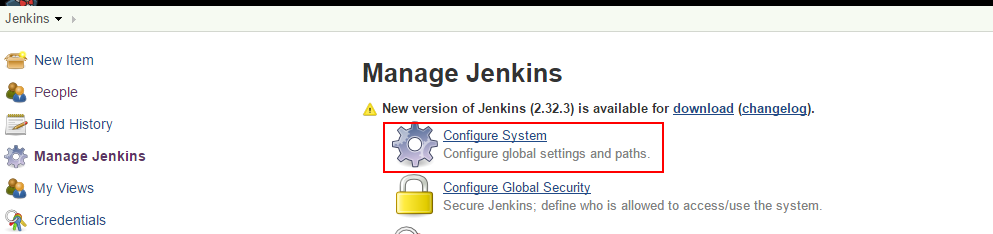 Jenkins
New Item
People
Build History
Manage Jenkins
My Views
Credentials
Manage Jenkins
New version of Jenkins (2.32.3) is available for download (changelog).
Configure System
Configure global settings and paths.
Configure Global Security
Secure Jenkins; define who is allowed to access/use the system.